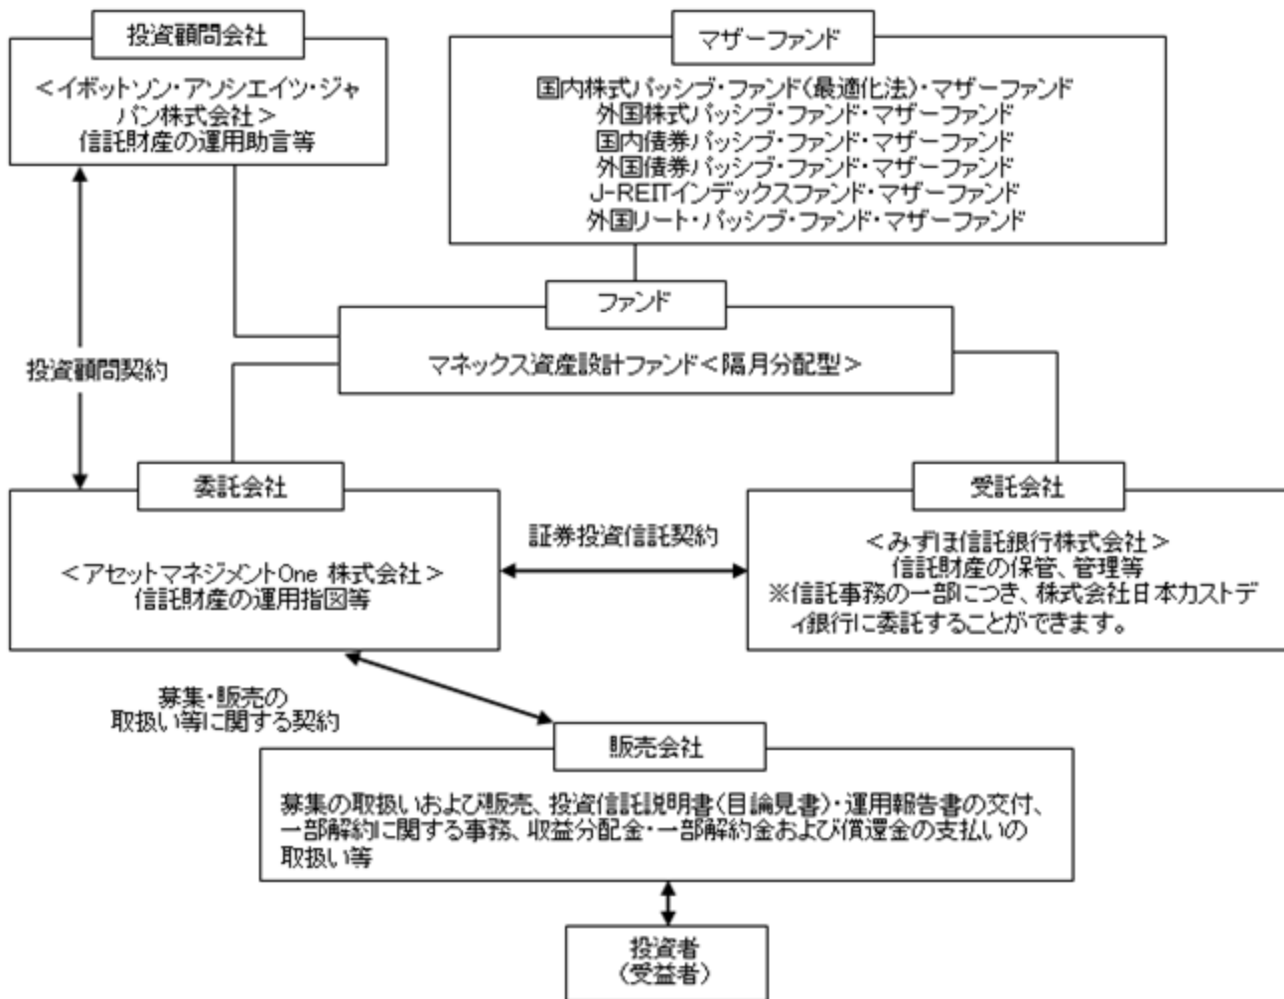 投資顧問会社
＜イボットソン・アソシエイツ・ジャ
パン株式会社＞
信託財産の運用助言等
マザーファンド
国内株式パッシブ・ファンド(最適化法)・マザーファンド
外国株式パッシブ・ファンド・マザーファンド
国内債券パッシブ・ファンド・マザーファンド
外国債券パッシブ・ファンド・マザーファンド
J-REITインデックスファンド・マザーファンド
外国リート・パッシブ・ファンド・マザーファンド
ファンド
マネックス資産設計ファンド＜隔月分配型＞
投資顧問契約
委託会社
＜アセットマネジメントOne 株式会社＞
信託財産の運用指図等
証券投資信託契約
受託会社
＜みずほ信託銀行株式会社＞
信託財産の保管、管理等
※信託事務の一部につき、株式会社日本カストデ
ィ銀行に委託することができます。
募集・販売の
取扱い等に関する契約
販売会社
募集の取扱いおよび販売、投資信託説明書(目論見書)・運用報告書の交付、
一部解約に関する事務、収益分配金・一部解約金および償還金の支払いの
取扱い等
投資者
(受益者)